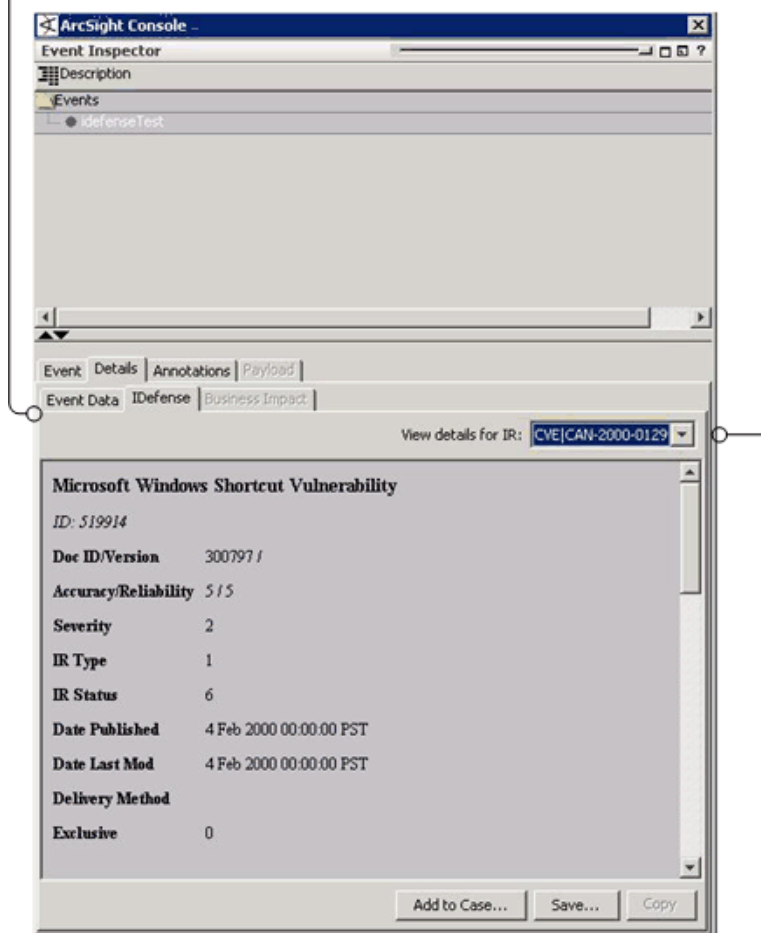 ArcSight Console -
Event Inspector
Description
Events
idefenseTest
Event Details Annotations Payload
Event Data IDefense Business Impact
View details for IR: CVE|CAN-2000-0129
Microsoft Windows Shortcut Vulnerability
ID: 519914
Doc ID/Version 300797 /
Accuracy/Reliability 5 / 5
Severity 2
IR Type 1
IR Status 6
Date Published 4 Feb 2000 00:00:00 PST
Date Last Mod 4 Feb 2000 00:00:00 PST
Delivery Method
Exclusive 0
Add to Case... Save... Copy